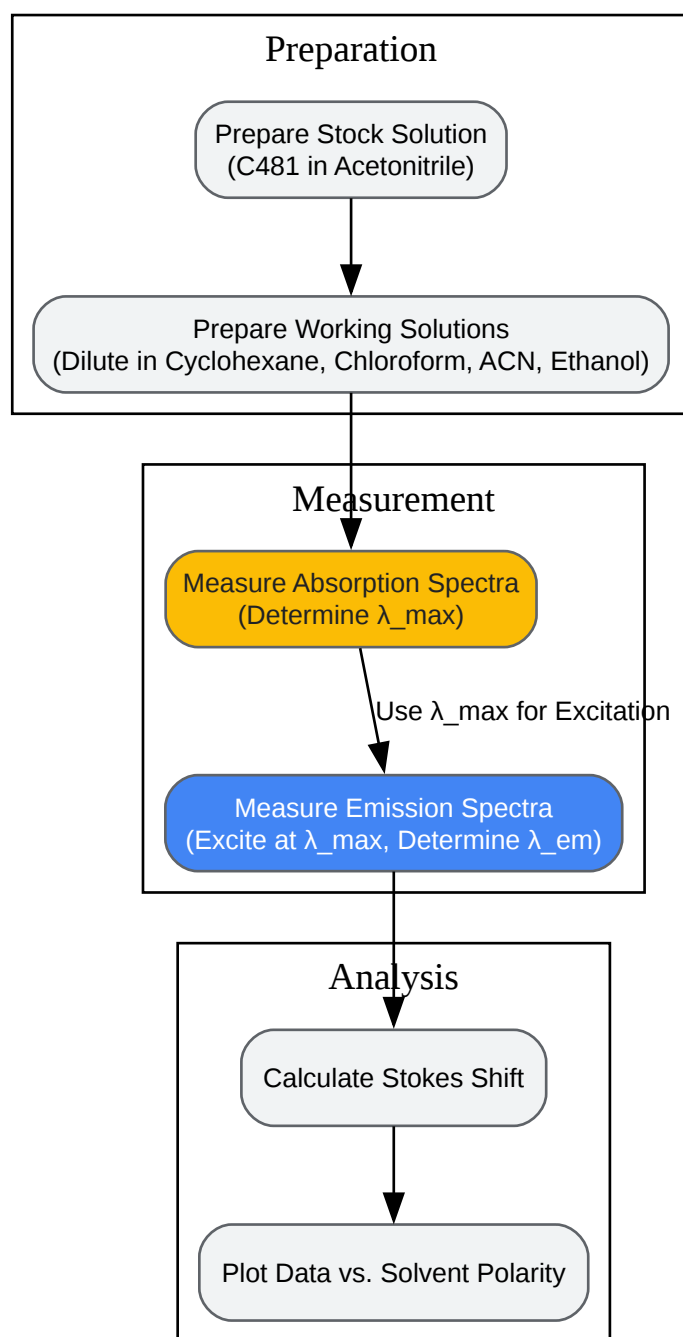 Preparation
Prepare Stock Solution
(C481 in Acetonitrile)
Prepare Working Solutions
(Dilute in Cyclohexane, Chloroform, ACN, Ethanol)
Measurement
Measure Absorption Spectra
(Determine λ_max)
Use λ_max for Excitation
Measure Emission Spectra
(Excite at λ_max, Determine λ_em)
Analysis
Calculate Stokes Shift
Plot Data vs. Solvent Polarity